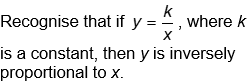 Recognise that if y = k/x, where k
is a constant, then y is inversely
proportional to x.